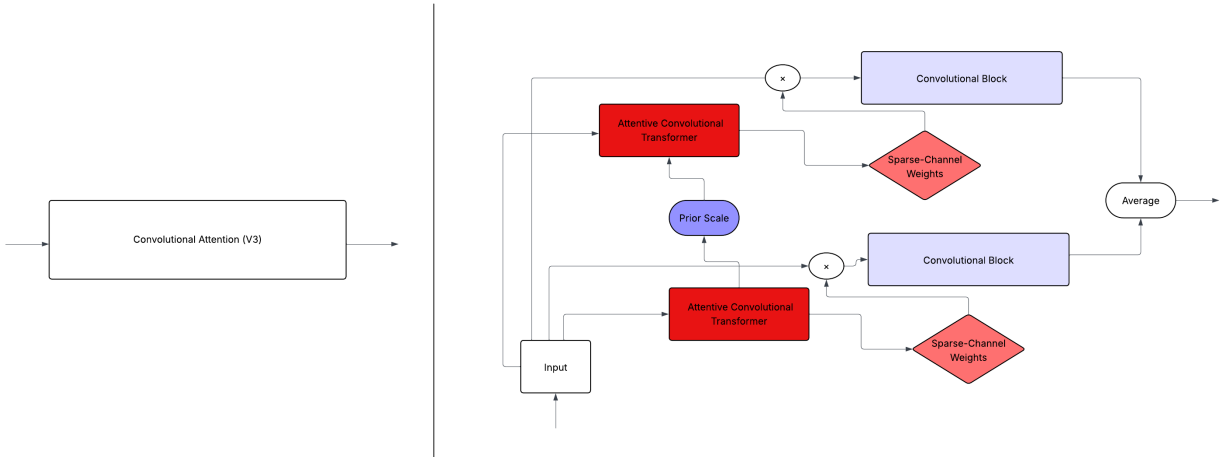 Convolutional Attention (V3)
×
Convolutional Block
Attentive Convolutional
Transformer
Sparse-Channel
Weights
Prior Scale
Average
×
Convolutional Block
Attentive Convolutional
Transformer
Sparse-Channel
Weights
Input